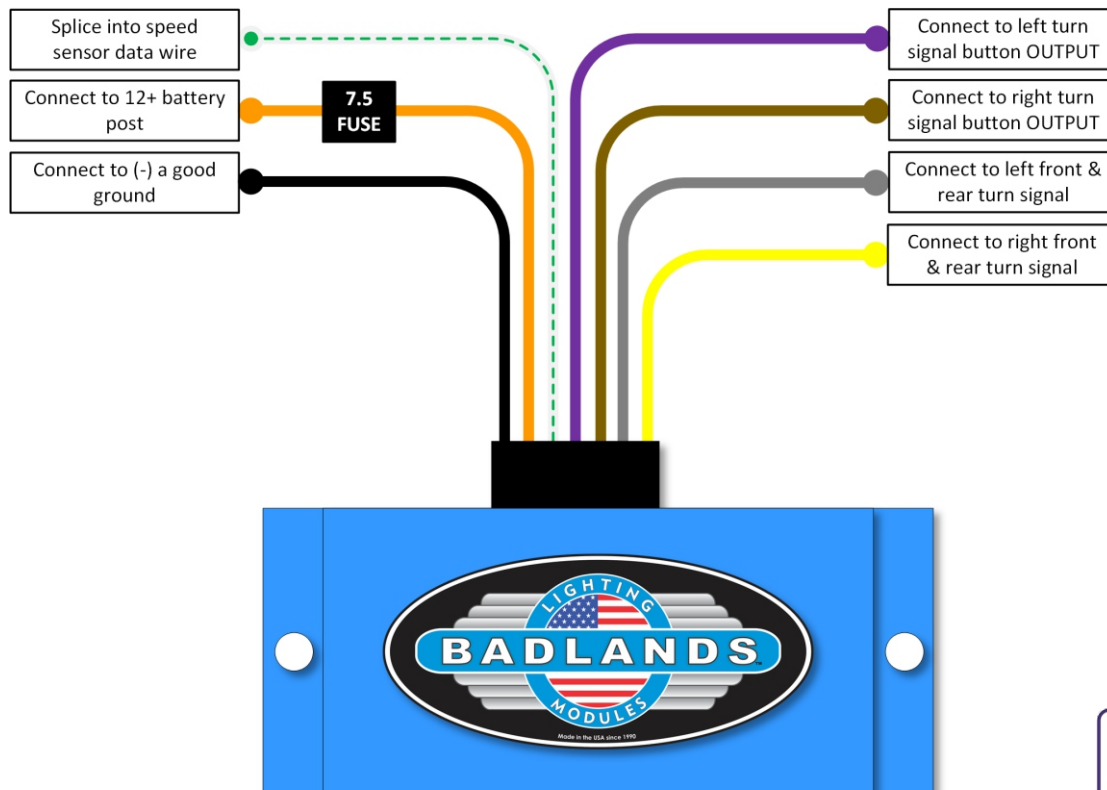 Splice into speed
sensor data wire
Connect to 12+ battery
post
7.5
FUSE
Connect to (-) a good
ground
Connect to left turn
signal button OUTPUT
Connect to right turn
signal button OUTPUT
Connect to left front &
rear turn signal
Connect to right front
& rear turn signal
LIGHTING
BADLANDS™
MODULES
Made in the USA since 1990